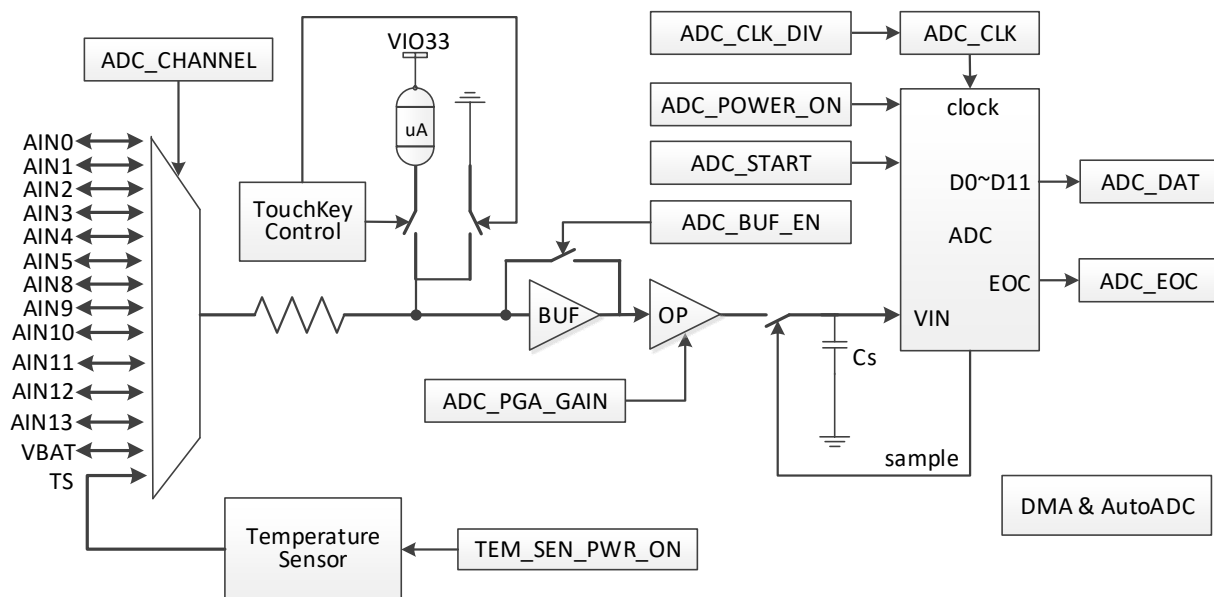 ADC_CHANNEL
AIN0
AIN1
AIN2
AIN3
AIN4
AIN5
AIN8
AIN9
AIN10
AIN11
AIN12
AIN13
VBAT
TS
VIO33
uA
TouchKey
Control
BUF
OP
ADC_PGA_GAIN
Temperature
Sensor
TEM_SEN_PWR_ON
ADC_CLK_DIV
ADC_CLK
ADC_POWER_ON
ADC_START
ADC_BUF_EN
clock
D0~D11
ADC
EOC
VIN
ADC_DAT
ADC_EOC
Cs
sample
DMA & AutoADC